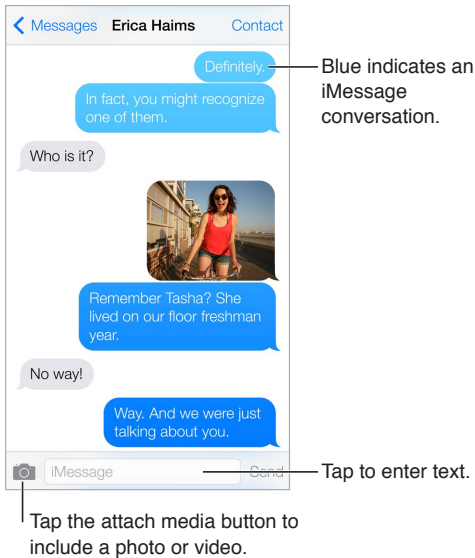 Messages Erica Haims Contact
Definitely.
Blue indicates an
iMessage
conversation.
In fact, you might recognize
one of them.
Who is it?
Remember Tasha? She
lived on our floor freshman
year.
No way!
Way. And we were just
talking about you.
iMessage Send
Tap to enter text.
Tap the attach media button to
include a photo or video.